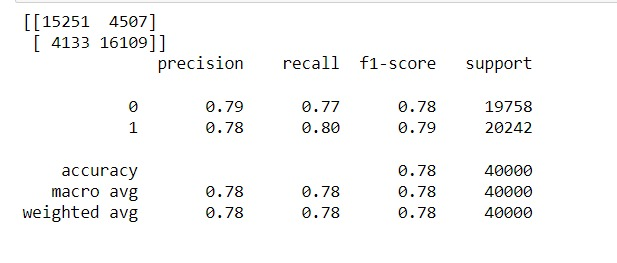 [[15251  4507]
 [ 4133 16109]]
              precision    recall  f1-score   support

           0       0.79      0.77      0.78     19758
           1       0.78      0.80      0.79     20242

    accuracy                           0.78     40000
   macro avg       0.78      0.78      0.78     40000
weighted avg       0.78      0.78      0.78     40000